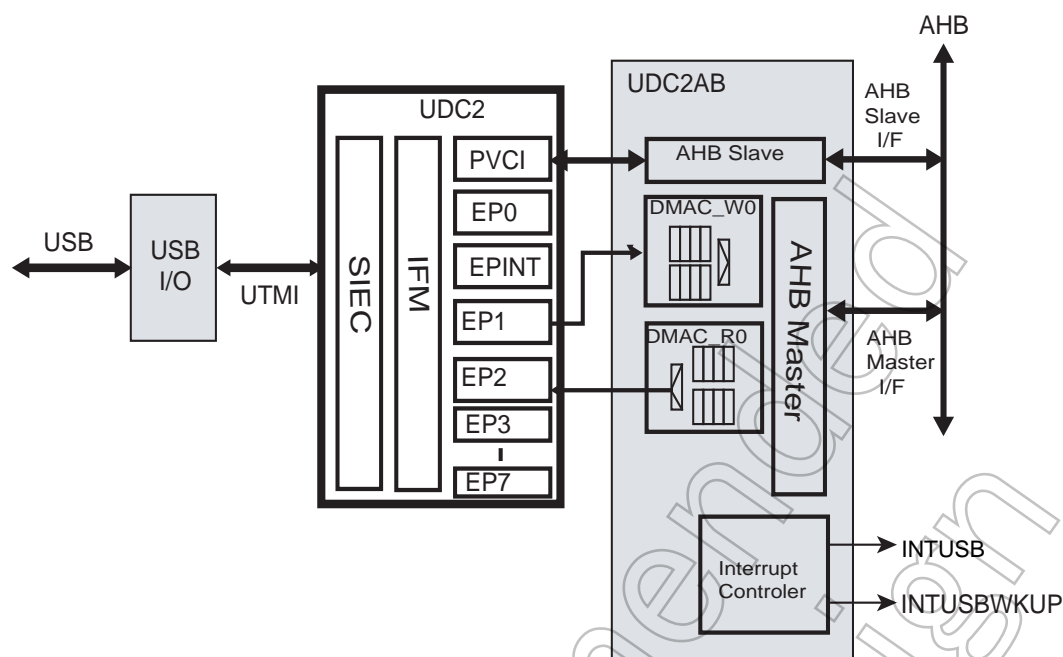 AHB
UDC2AB
UDC2
AHB
Slave
I/F
PVCI
AHB Slave
EP0
DMAC_W0
USB
USB
I/O
UTMI
SIEC
IFM
EPINT
AHB Master
EP1
DMAC_R0
AHB
Master
I/F
EP2
EP3
EP7
INTUSB
Interrupt
Controler
INTUSBWKUP